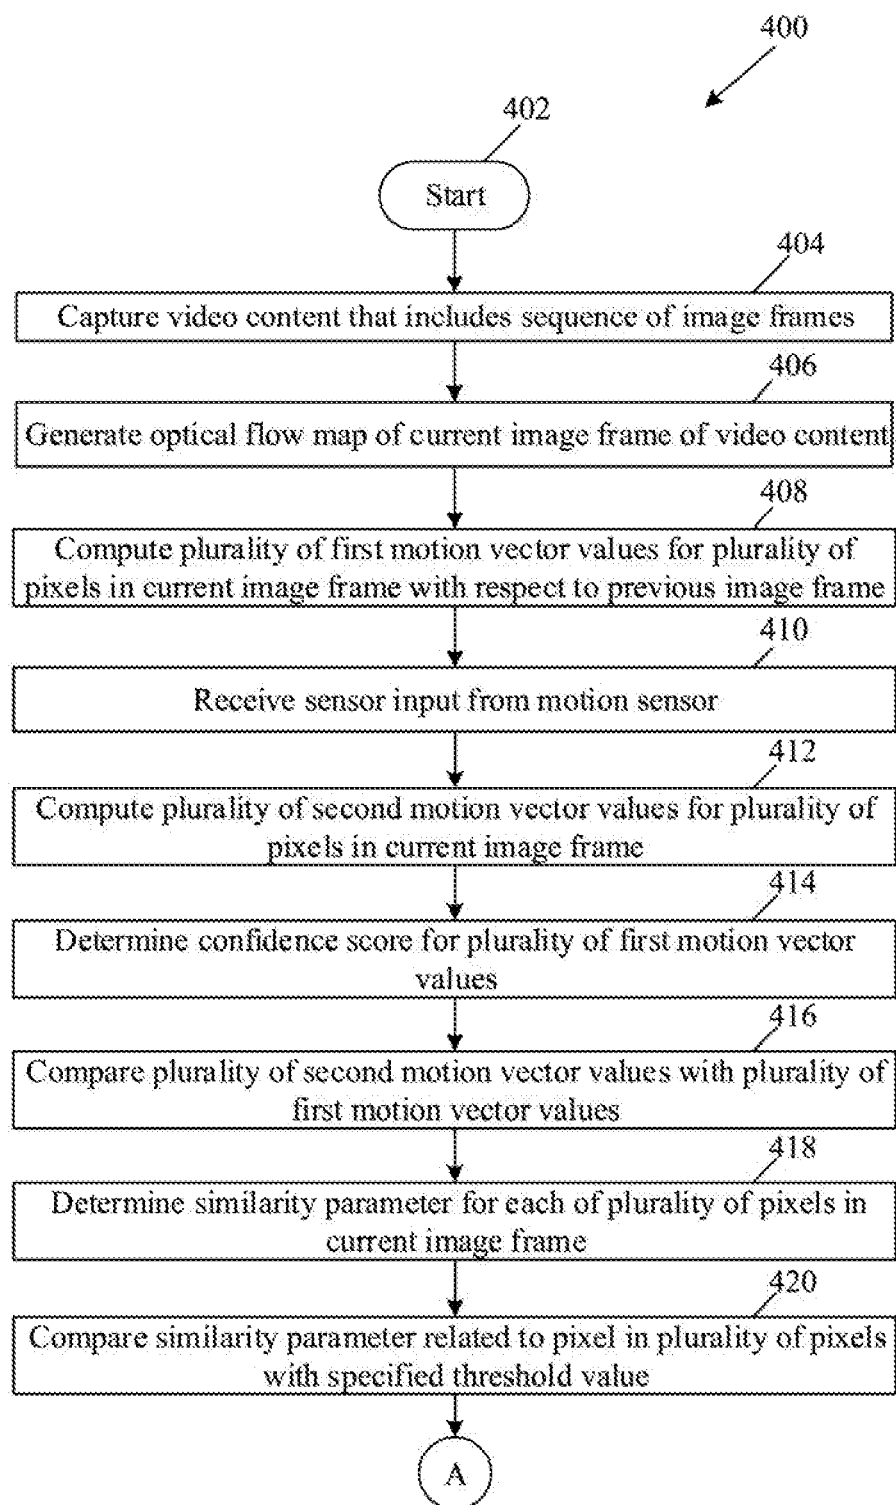 400
402
Start
404
Capture video content that includes sequence of image frames
406
Generate optical flow map of current image frame of video content
408
Compute plurality of first motion vector values for plurality of
pixels in current image frame with respect to previous image frame
410
Receive sensor input from motion sensor
412
Compute plurality of second motion vector values for plurality of
pixels in current image frame
414
Determine confidence score for plurality of first motion vector
values
416
Compare plurality of second motion vector values with plurality of
first motion vector values
418
Determine similarity parameter for each of plurality of pixels in
current image frame
420
Compare similarity parameter related to pixel in plurality of pixels
with specified threshold value
A